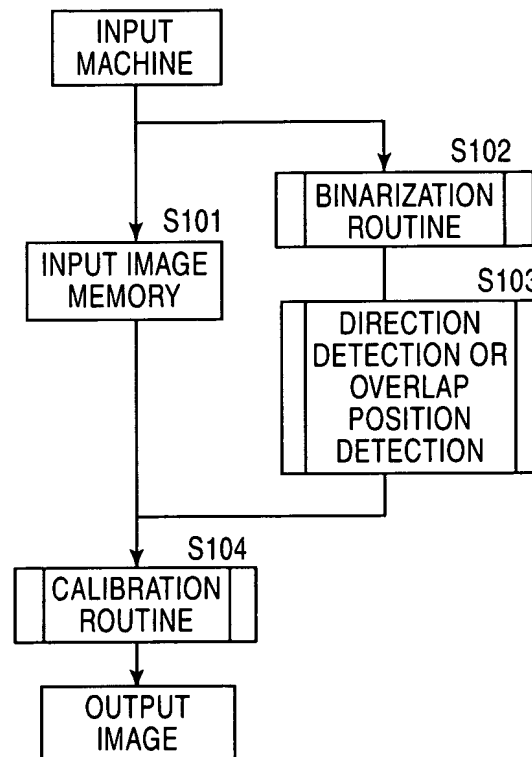 INPUT
MACHINE
S102
BINARIZATION
ROUTINE
S101
INPUT IMAGE
MEMORY
S103
DIRECTION
DETECTION OR
OVERLAP
POSITION
DETECTION
S104
CALIBRATION
ROUTINE
OUTPUT
IMAGE